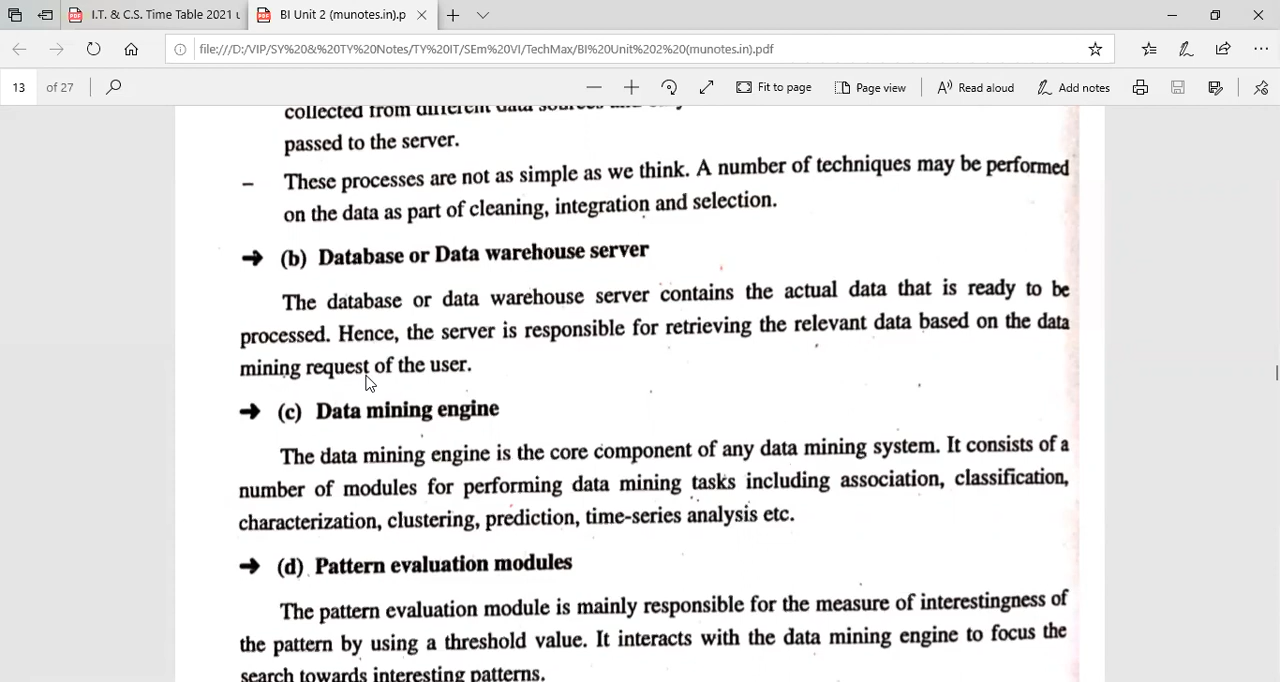 I.T. & C.S. Time Table 2021 u
BI Unit 2 (munotes.in).p
file:///D:/VIP/SY%20&%20TY%20Notes/TY%20IT/SEm%20VI/TechMax/BI%20Unit%202%20(munotes.in).pdf
13 of 27
Fit to page
Page view
Read aloud
Add notes
collected from different data sources and
passed to the server.
– These processes are not as simple as we think. A number of techniques may be performed
on the data as part of cleaning, integration and selection.
➔ (b) Database or Data warehouse server
The database or data warehouse server contains the actual data that is ready to be
processed. Hence, the server is responsible for retrieving the relevant data based on the data
mining request of the user.
➔ (c) Data mining engine
The data mining engine is the core component of any data mining system. It consists of a
number of modules for performing data mining tasks including association, classification,
characterization, clustering, prediction, time-series analysis etc.
➔ (d) Pattern evaluation modules
The pattern evaluation module is mainly responsible for the measure of interestingness of
the pattern by using a threshold value. It interacts with the data mining engine to focus the
search towards interesting patterns.